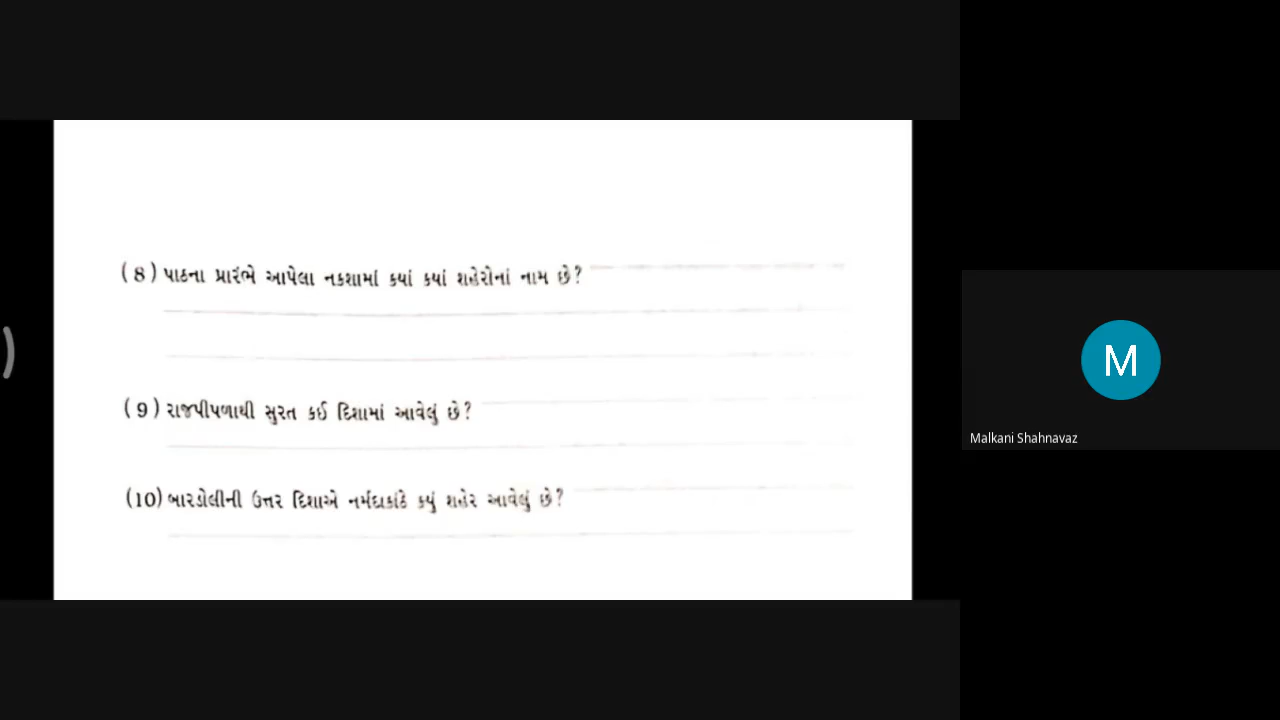 (8) પાઠના પ્રારંભે આપેલા નકશામાં કયાં કયાં શહેરોનાં નામ છે?
(9) રાજપીપળાથી સુરત કઈ દિશામાં આવેલું છે?
(10) બારડોલીની ઉત્તર દિશાએ નર્મદાકાંઠે કયું શહેર આવેલું છે?
M
Malkani Shahnavaz